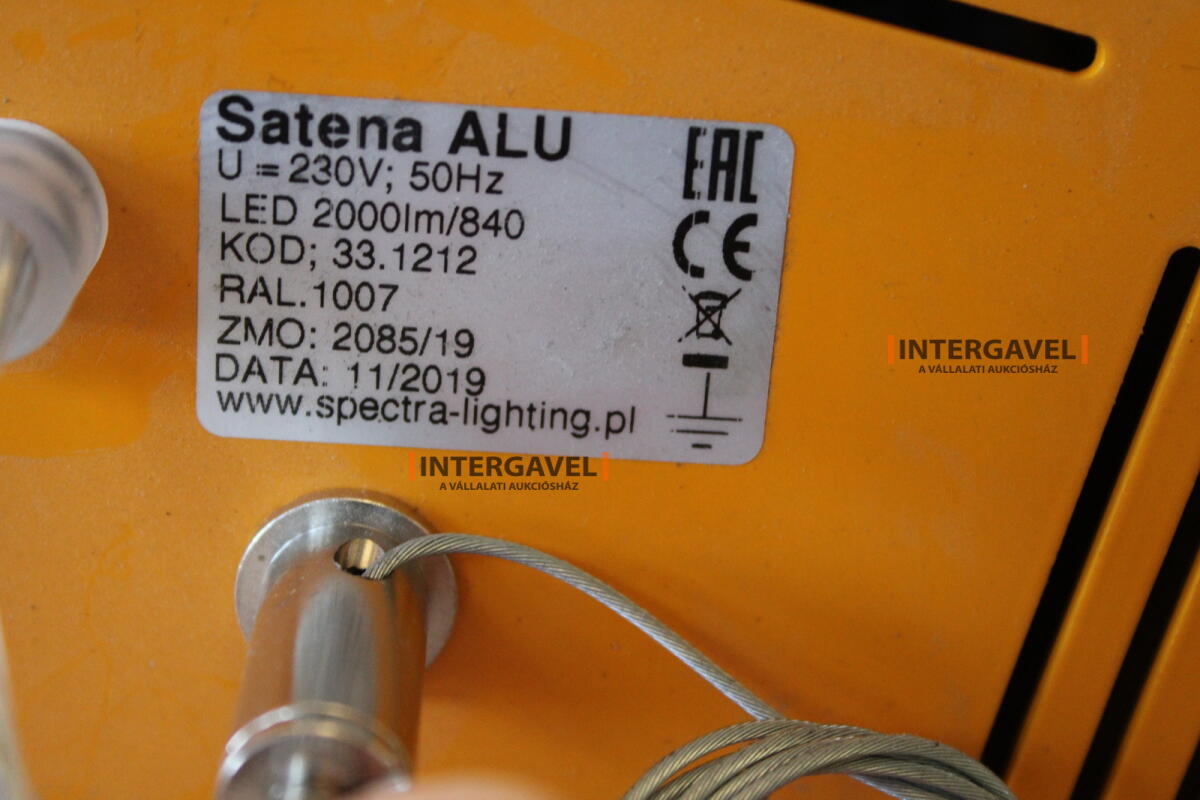 Satena ALU
U = 230V; 50Hz
LED 2000lm/840
KOD; 33.1212
RAL.1007
ZMO: 2085/19
DATA: 11/2019
www.spectra-lighting.pl
EAC
CE
INTERGAVEL
A VÁLLALATI AUKCIÓSHÁZ
INTERGAVEL
A VÁLLALATI AUKCIÓSHÁZ